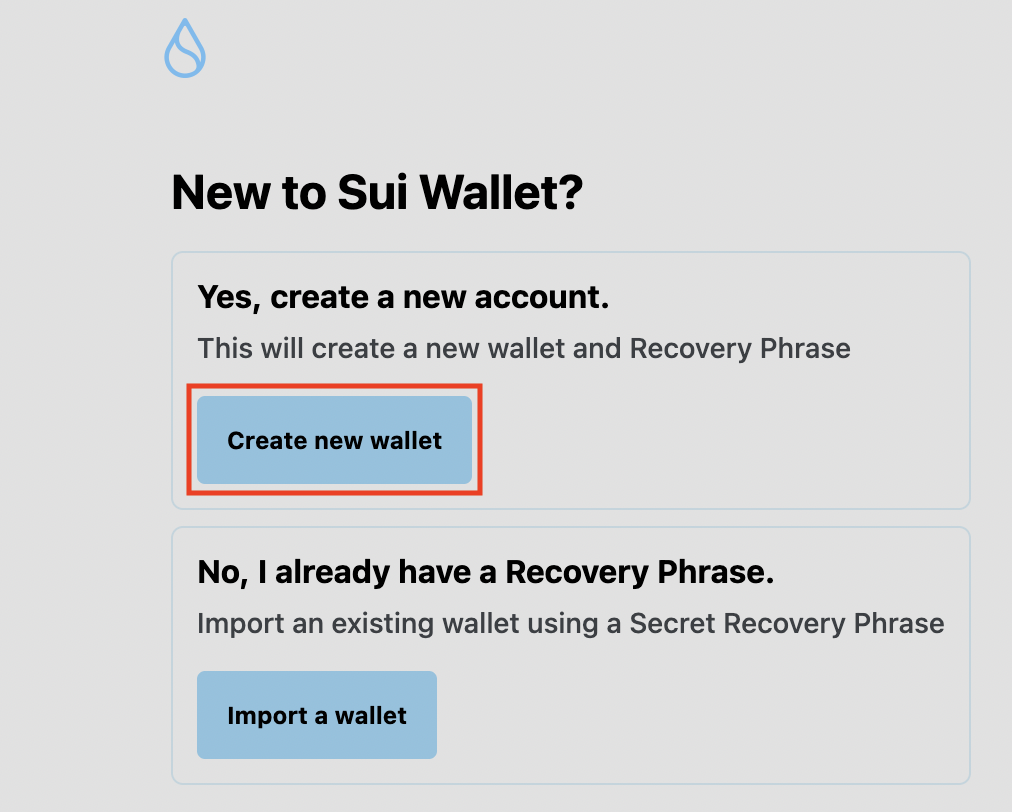 New to Sui Wallet?
Yes, create a new account.
This will create a new wallet and Recovery Phrase
Create new wallet
No, I already have a Recovery Phrase.
Import an existing wallet using a Secret Recovery Phrase
Import a wallet